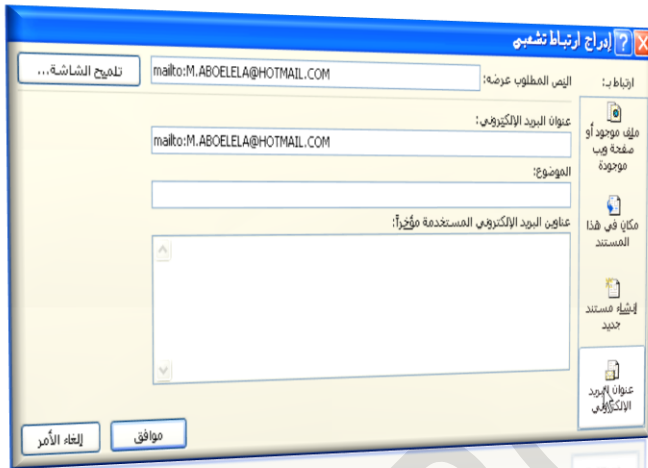 إدراج ارتباط تشعبي
ارتباط بـ:
النص المطلوب عرضه:
mailto:M.ABOELELA@HOTMAIL.COM
تلميح الشاشة...
ملف موجود أو
صفحة ويب
موجودة
مكان في هذا
المستند
إنشاء مستند
جديد
عنوان البريد
الإلكتروني
عنوان البريد الإلكتروني:
mailto:M.ABOELELA@HOTMAIL.COM
الموضوع:
عناوين البريد الإلكتروني المستخدمة مؤخراً:
موافق
إلغاء الأمر